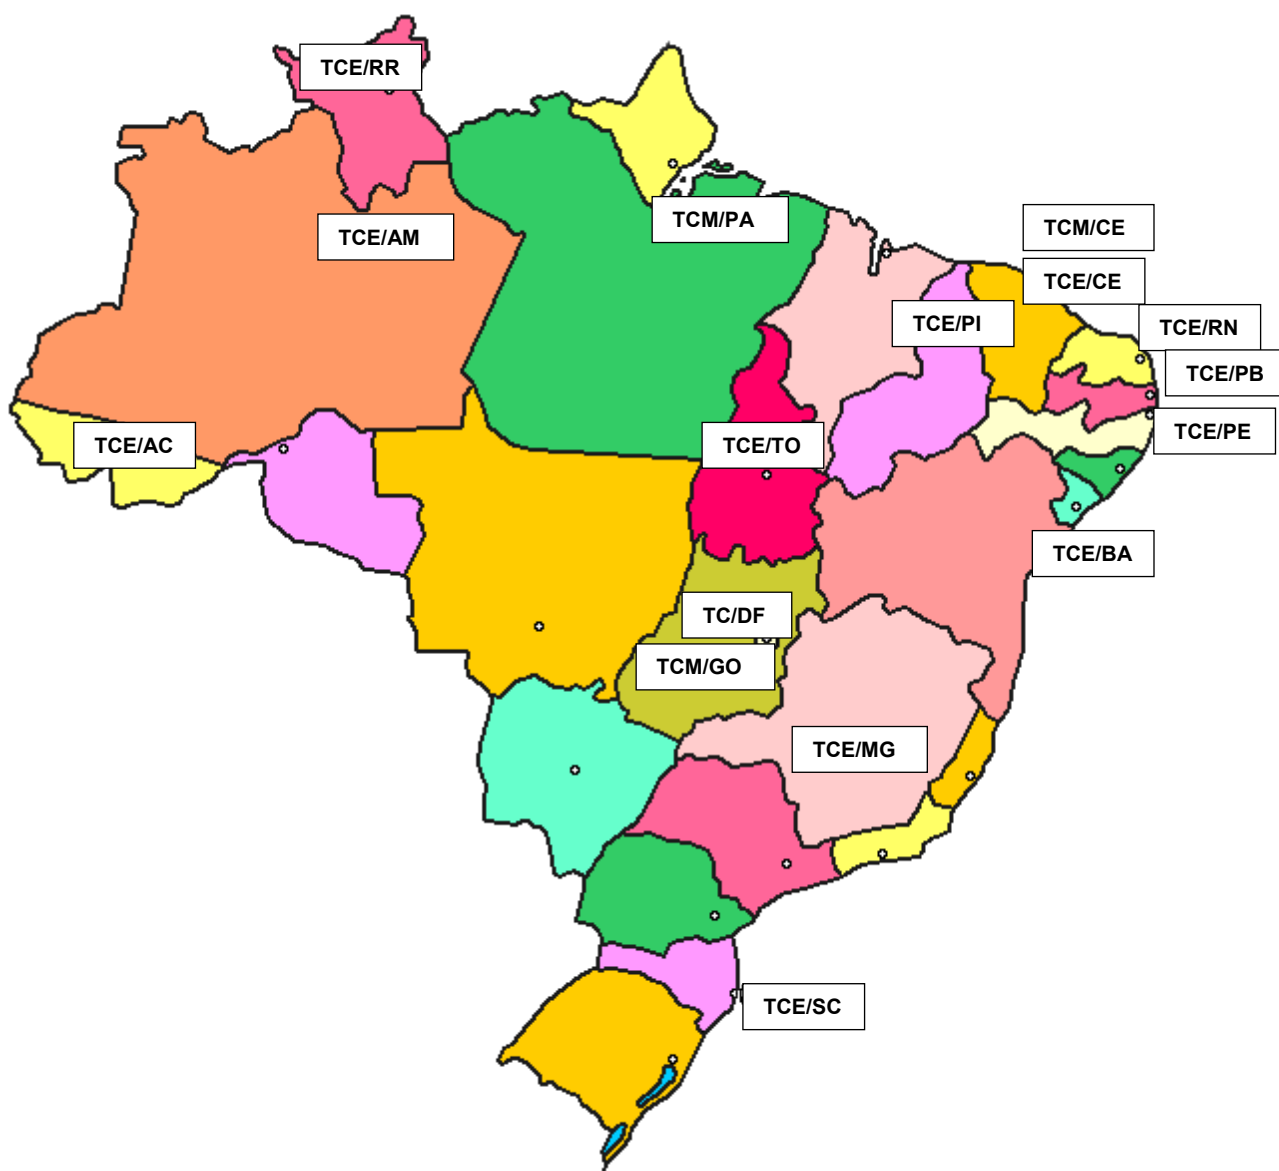 TCE/RR
TCM/PA
TCE/AM
TCM/CE
TCE/CE
TCE/PI
TCE/RN
TCE/PB
TCE/AC
TCE/TO
TCE/PE
TCE/BA
TC/DF
TCM/GO
TCE/MG
TCE/SC